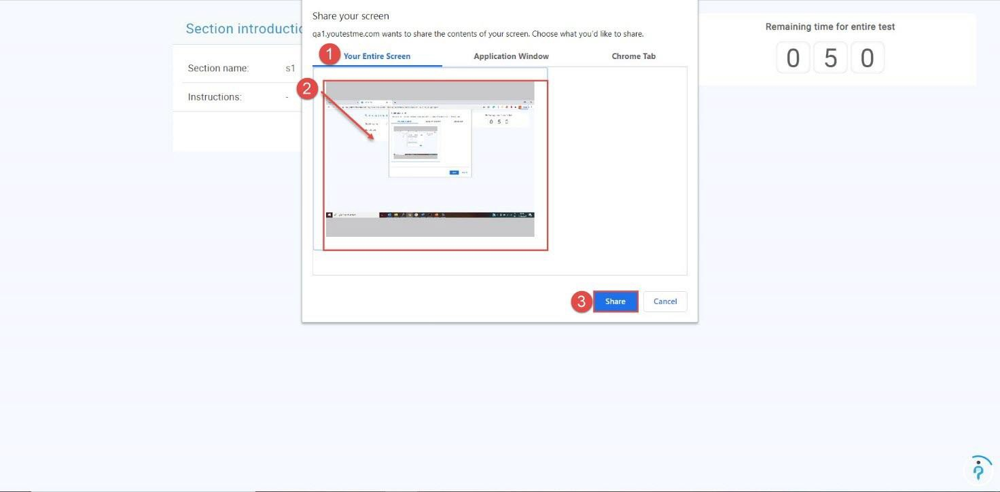 Share your screen
qa1.youtestme.com wants to share the contents of your screen. Choose what you'd like to share.
1 Your Entire Screen Application Window Chrome Tab
2
3 Share Cancel
Section introductio
Section name: s1
Instructions: -
Remaining time for entire test
0 5 0